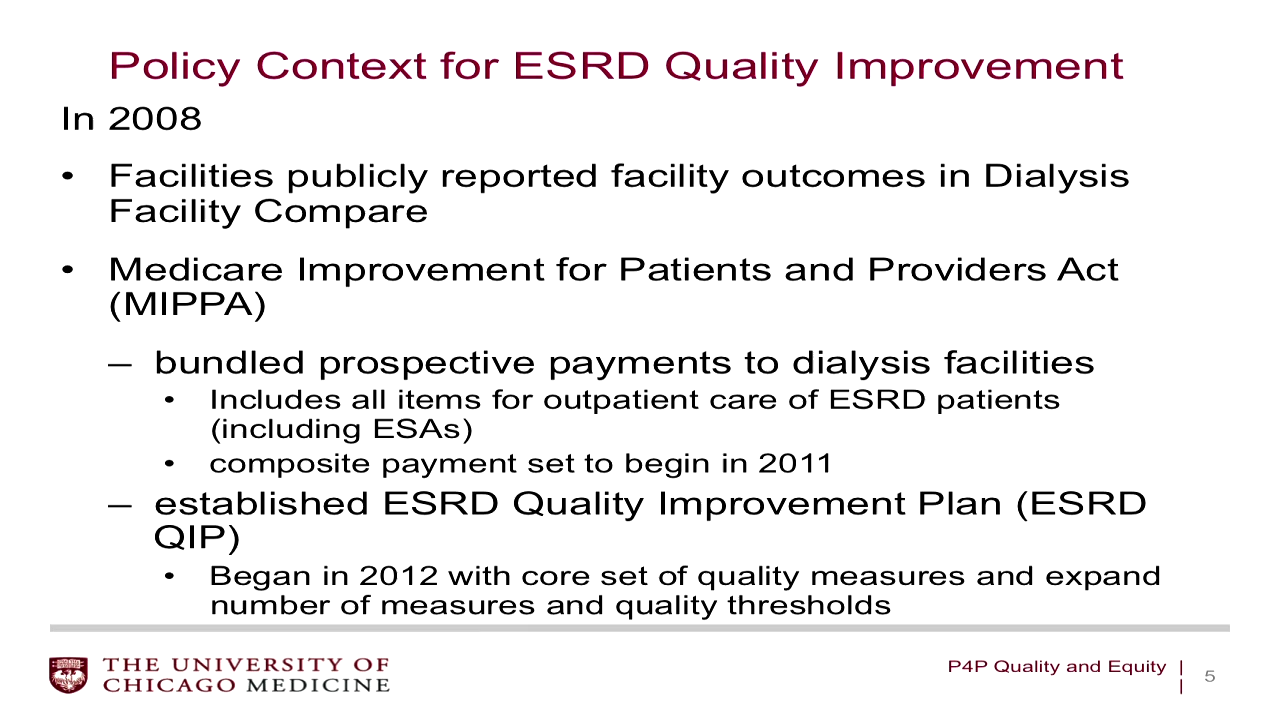 Policy Context for ESRD Quality Improvement
In 2008
• Facilities publicly reported facility outcomes in Dialysis
Facility Compare
• Medicare Improvement for Patients and Providers Act
(MIPPA)
– bundled prospective payments to dialysis facilities
• Includes all items for outpatient care of ESRD patients
(including ESAs)
• composite payment set to begin in 2011
– established ESRD Quality Improvement Plan (ESRD
QIP)
• Began in 2012 with core set of quality measures and expand
number of measures and quality thresholds
THE UNIVERSITY OF
CHICAGO MEDICINE
P4P Quality and Equity |
| 5